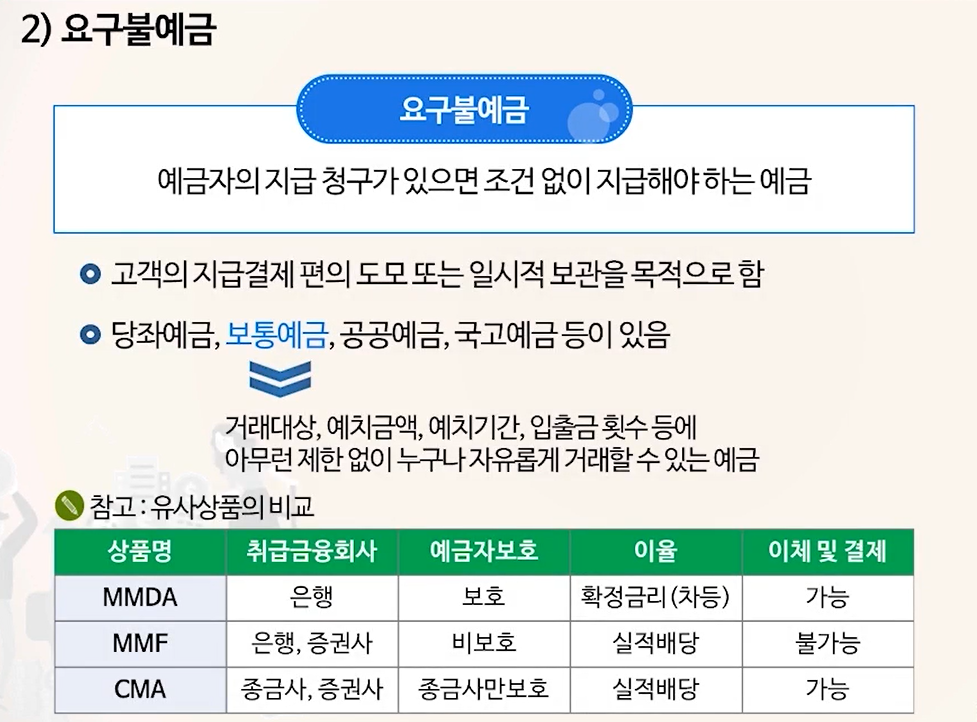 2) 요구불예금
요구불예금
예금자의 지급 청구가 있으면 조건 없이 지급해야 하는 예금
고객의 지급결제 편의 도모 또는 일시적 보관을 목적으로 함
당좌예금, 보통예금, 공공예금, 국고예금 등이 있음
거래대상, 예치금액, 예치기간, 입출금 횟수 등에
아무런 제한 없이 누구나 자유롭게 거래할 수 있는 예금
참고 : 유사상품의 비교
상품명 취급금융회사 예금자보호 이율 이체 및 결제
MMDA 은행 보호 확정금리(차등) 가능
MMF 은행, 증권사 비보호 실적배당 불가능
CMA 종금사, 증권사 종금사만보호 실적배당 가능